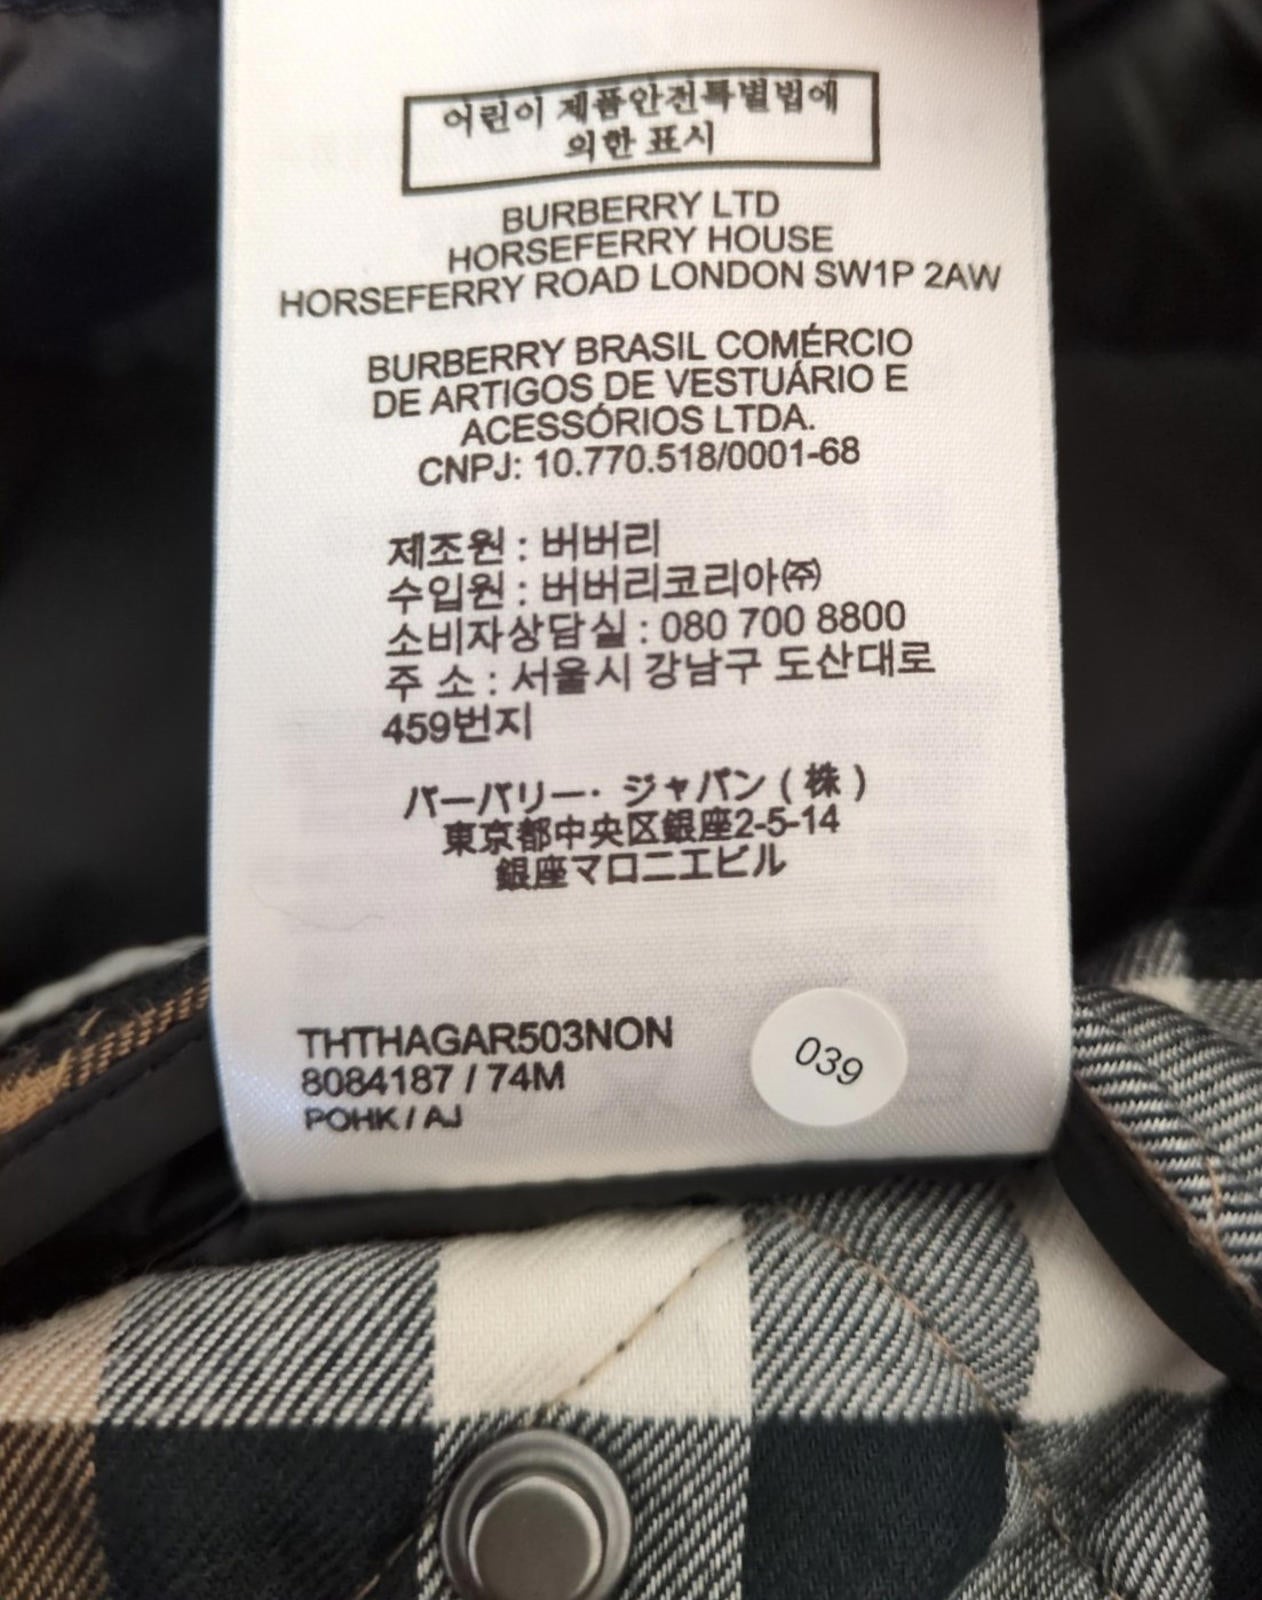 어린이 제품안전특별법에
의한 표시
BURBERRY LTD
HORSEFERRY HOUSE
HORSEFERRY ROAD LONDON SW1P 2AW
BURBERRY BRASIL COMÉRCIO
DE ARTIGOS DE VESTUÁRIO E
ACESSÓRIOS LTDA.
CNPJ: 10.770.518/0001-68
제조원 : 버버리
수입원 : 버버리코리아㈜
소비자상담실 : 080 700 8800
주 소 : 서울시 강남구 도산대로
459번지
バーバリー・ジャパン ( 株 )
東京都中央区銀座2-5-14
銀座マロニエビル
THTHAGAR503NON
8084187 / 74M
POHK / AJ
039